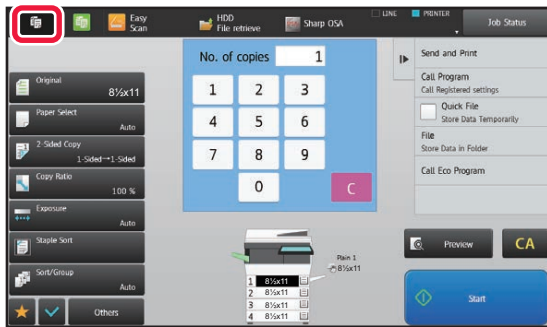 Easy
Scan
HDD
File retrieve
Sharp OSA
LINE
PRINTER
Job Status
Original
8½x11
Paper Select
Auto
2-Sided Copy
1-Sided→1-Sided
Copy Ratio
100 %
Exposure
Auto
Staple Sort
Sort/Group
Auto
Others
No. of copies 1
1 2 3
4 5 6
7 8 9
0 C
Plain 1
8½x11
1 8½x11
2 8½x11
3 8½x11
4 8½x11
Send and Print
Call Program
Call Registered settings
Quick File
Store Data Temporarily
File
Store Data in Folder
Call Eco Program
Preview
CA
Start